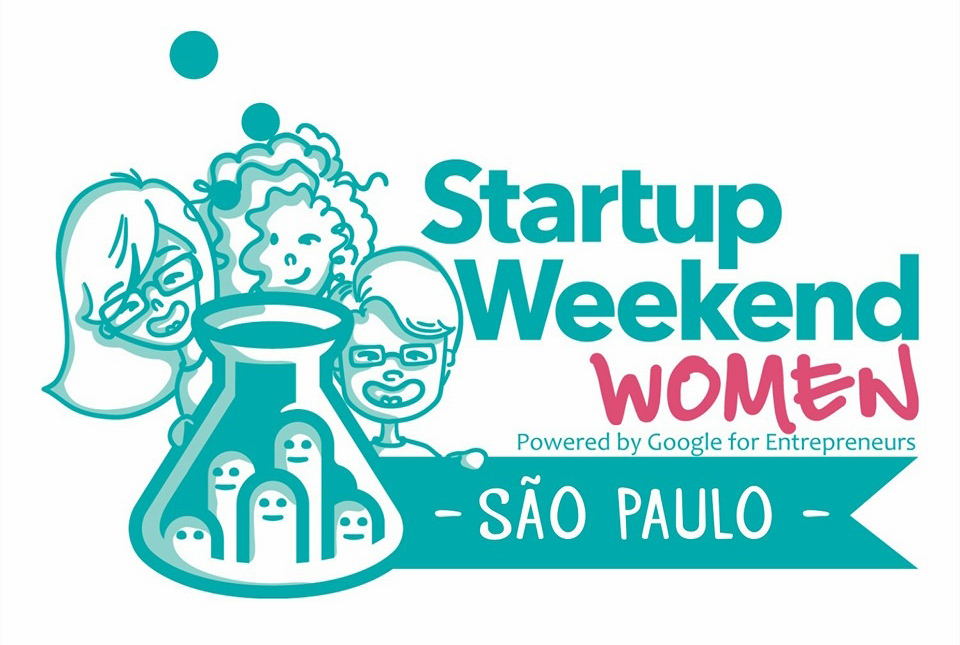 Startup
Weekend
WOMEN
Powered by Google for Entrepreneurs
- SÃO PAULO -